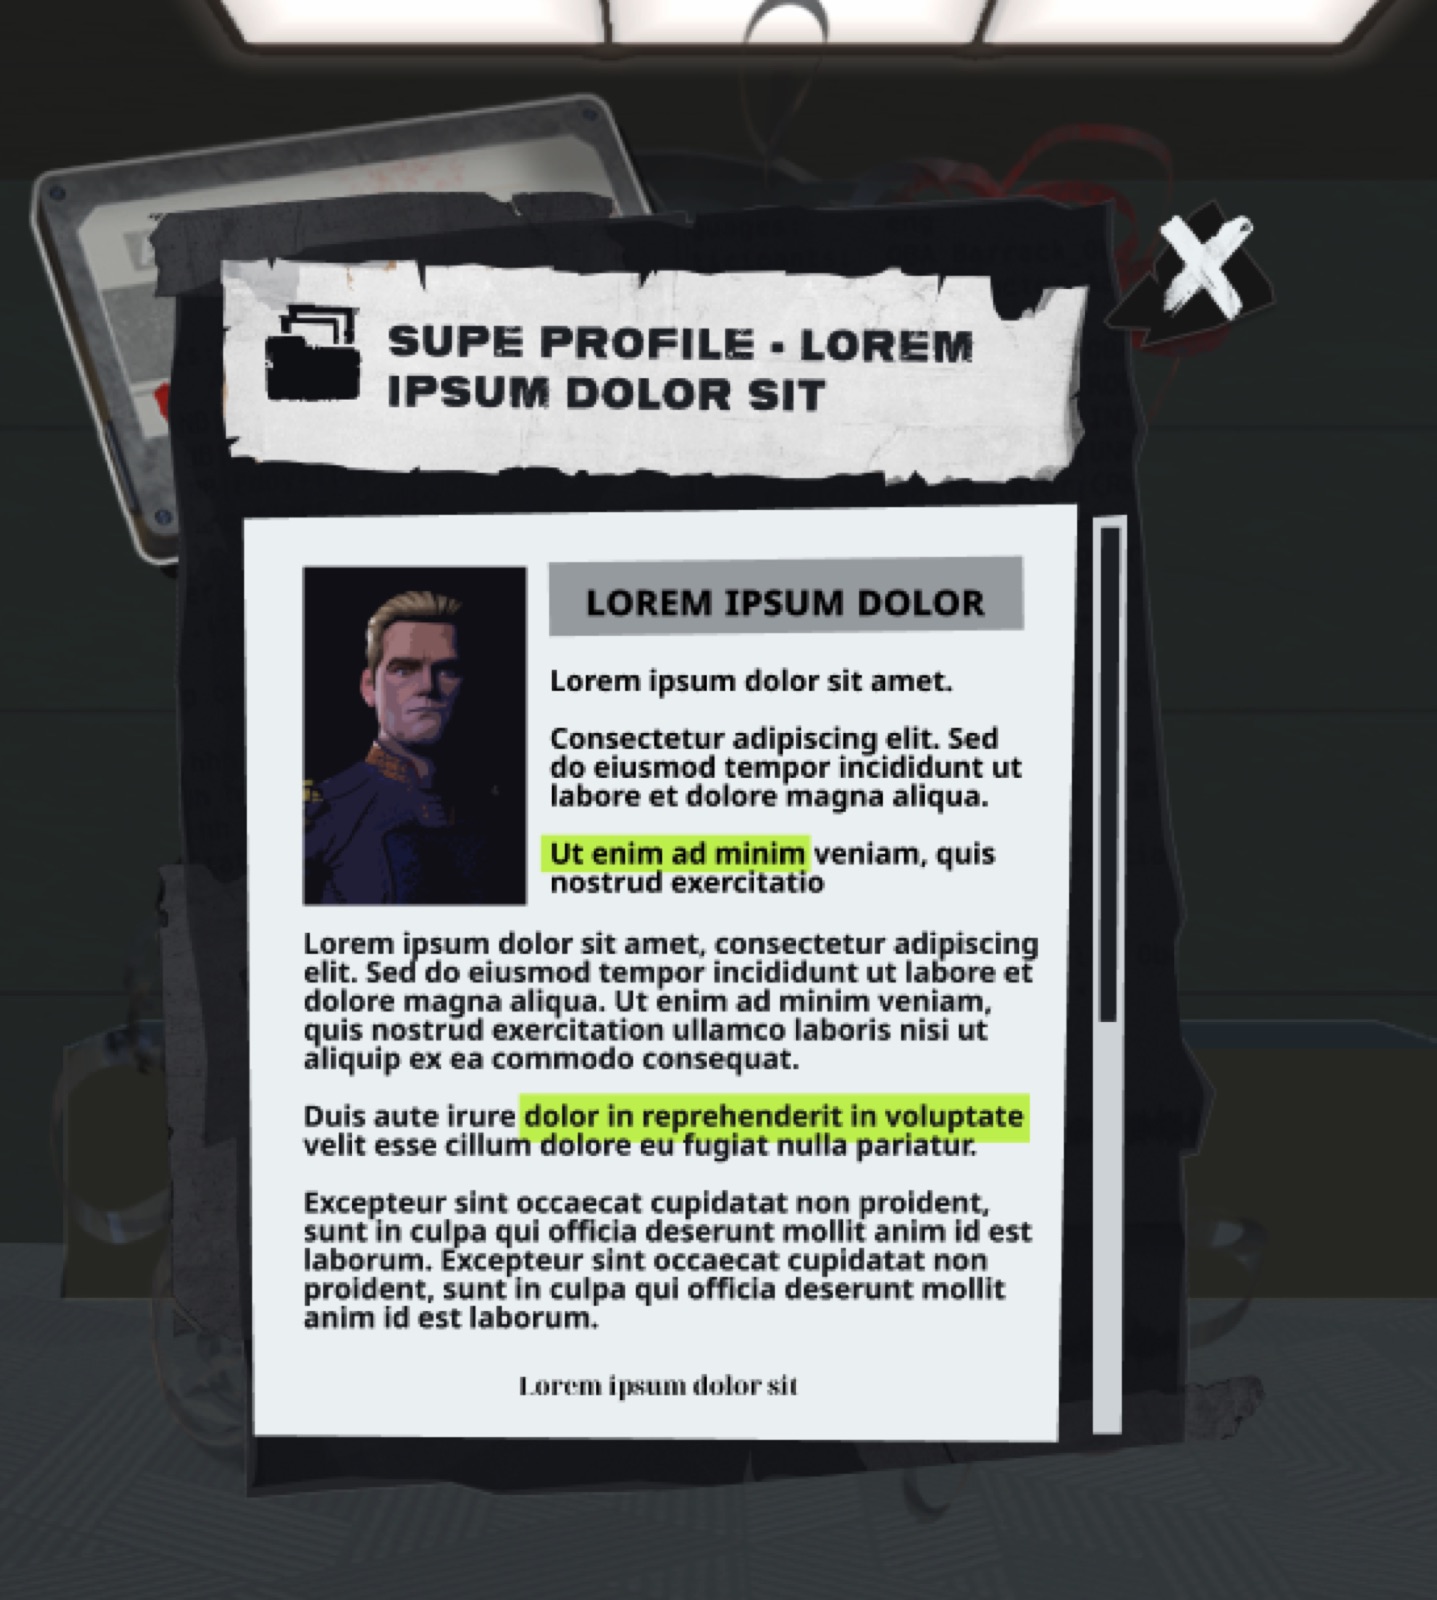 SUPE PROFILE - LOREM
IPSUM DOLOR SIT
LOREM IPSUM DOLOR
Lorem ipsum dolor sit amet.
Consectetur adipiscing elit. Sed
do eiusmod tempor incididunt ut
labore et dolore magna aliqua.
Ut enim ad minim veniam, quis
nostrud exercitatio
Lorem ipsum dolor sit amet, consectetur adipiscing
elit. Sed do eiusmod tempor incididunt ut labore et
dolore magna aliqua. Ut enim ad minim veniam,
quis nostrud exercitation ullamco laboris nisi ut
aliquip ex ea commodo consequat.
Duis aute irure dolor in reprehenderit in voluptate
velit esse cillum dolore eu fugiat nulla pariatur.
Excepteur sint occaecat cupidatat non proident,
sunt in culpa qui officia deserunt mollit anim id est
laborum. Excepteur sint occaecat cupidatat non
proident, sunt in culpa qui officia deserunt mollit
anim id est laborum.
Lorem ipsum dolor sit